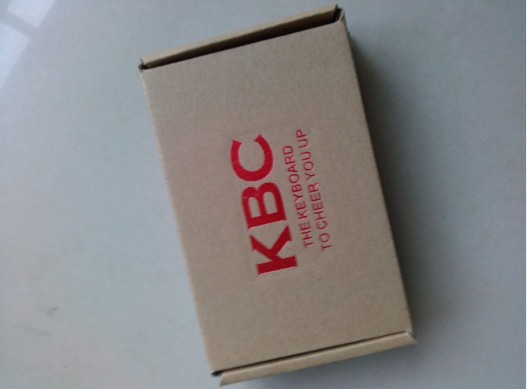 KBC
THE KEYBOARD
TO CHEER YOU UP